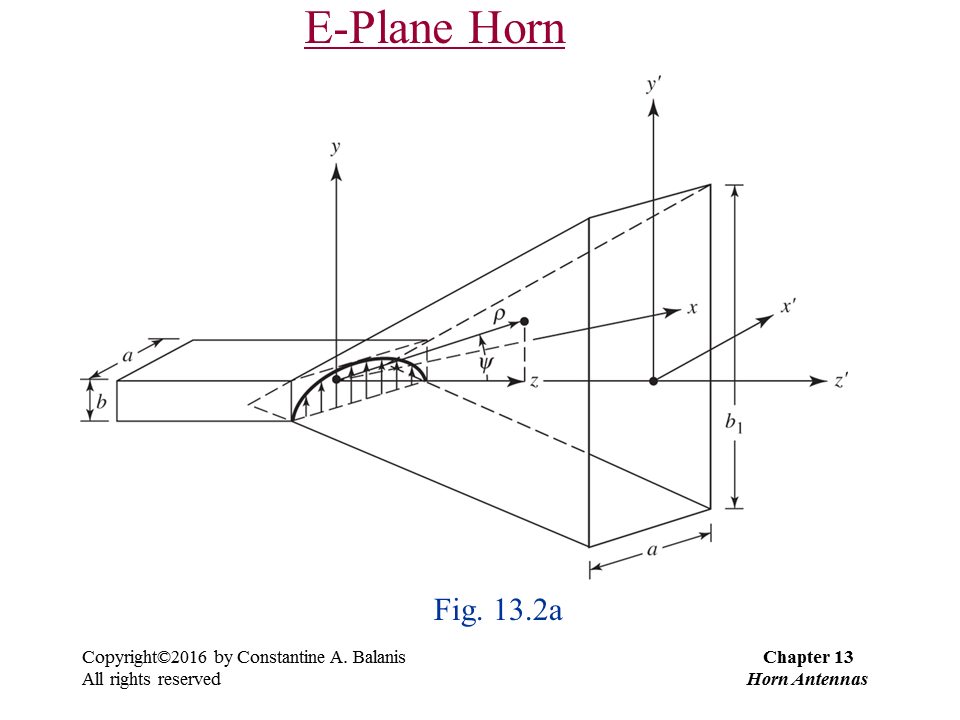 E-Plane Horn
y′
y
ρ
x
x′
a
ψ
z
z′
b
b₁
a
Fig. 13.2a
Copyright©2016 by Constantine A. Balanis
All rights reserved
Chapter 13
Horn Antennas